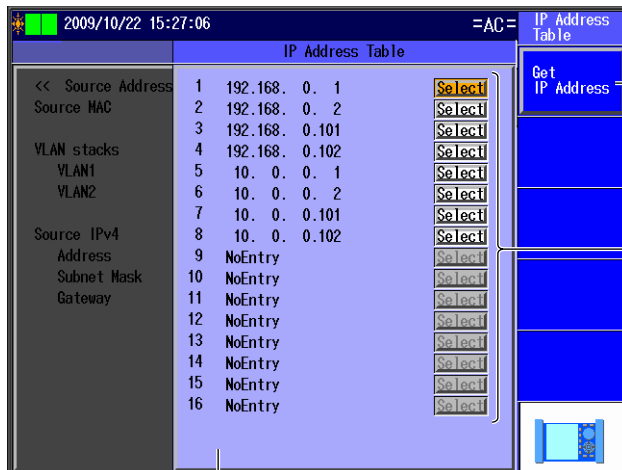 2009/10/22 15:27:06
=AC=
IP Address
Table
IP Address Table
Get
IP Address
<< Source Address
Source MAC
VLAN stacks
VLAN1
VLAN2
Source IPv4
Address
Subnet Mask
Gateway
1 192.168. 0. 1 Select
2 192.168. 0. 2 Select
3 192.168. 0.101 Select
4 192.168. 0.102 Select
5 10. 0. 0. 1 Select
6 10. 0. 0. 2 Select
7 10. 0. 0.101 Select
8 10. 0. 0.102 Select
9 NoEntry Select
10 NoEntry Select
11 NoEntry Select
12 NoEntry Select
13 NoEntry Select
14 NoEntry Select
15 NoEntry Select
16 NoEntry Select